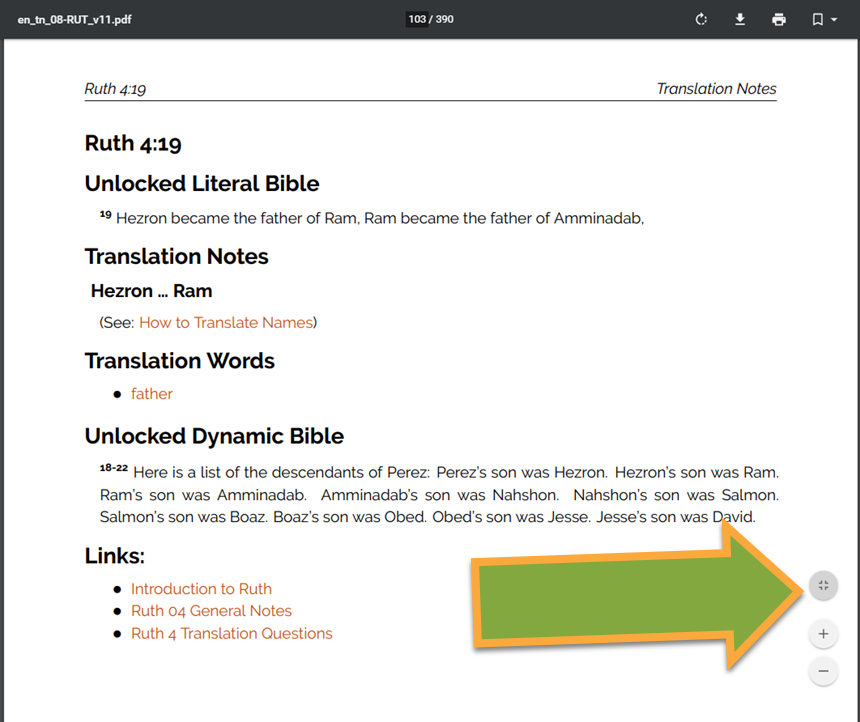 en_tn_08-RUT_v11.pdf
103 / 390
Ruth 4:19
Translation Notes
Ruth 4:19
Unlocked Literal Bible
19 Hezron became the father of Ram, Ram became the father of Amminadab,
Translation Notes
Hezron ... Ram
(See: How to Translate Names)
Translation Words
● father
Unlocked Dynamic Bible
18-22 Here is a list of the descendants of Perez: Perez's son was Hezron. Hezron's son was Ram.
Ram's son was Amminadab. Amminadab's son was Nahshon. Nahshon's son was Salmon.
Salmon's son was Boaz. Boaz's son was Obed. Obed's son was Jesse. Jesse's son was David.
Links:
● Introduction to Ruth
● Ruth 04 General Notes
● Ruth 4 Translation Questions